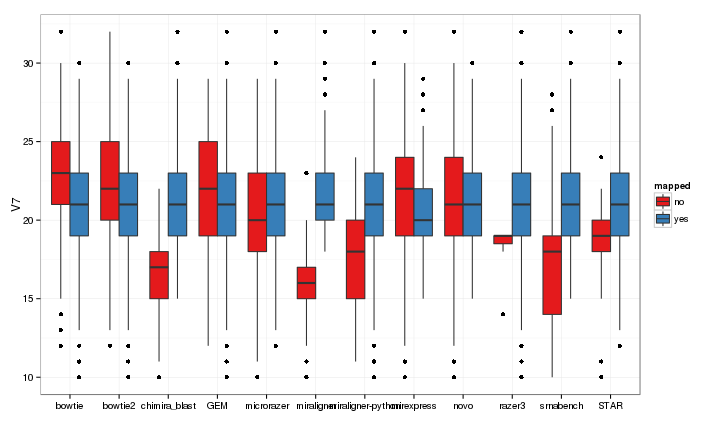 30
25
20
15
10
V7
bowtie bowtie2 chimira_blast GEM microrazer miraligner miraligner-python mirexpress novo razer3 srnabench STAR
mapped
no
yes